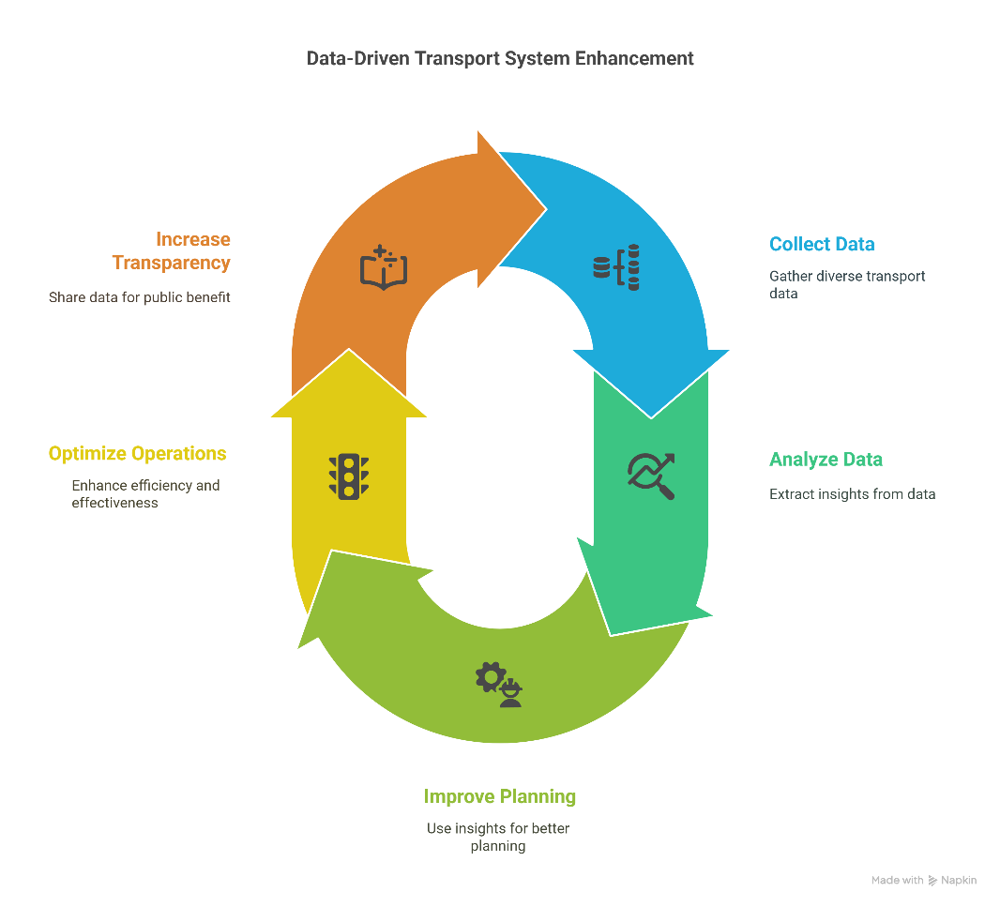 Data-Driven Transport System Enhancement
Increase
Transparency
Share data for public benefit
Collect Data
Gather diverse transport
data
Optimize Operations
Enhance efficiency and
effectiveness
Analyze Data
Extract insights from data
Improve Planning
Use insights for better
planning
Made with Napkin